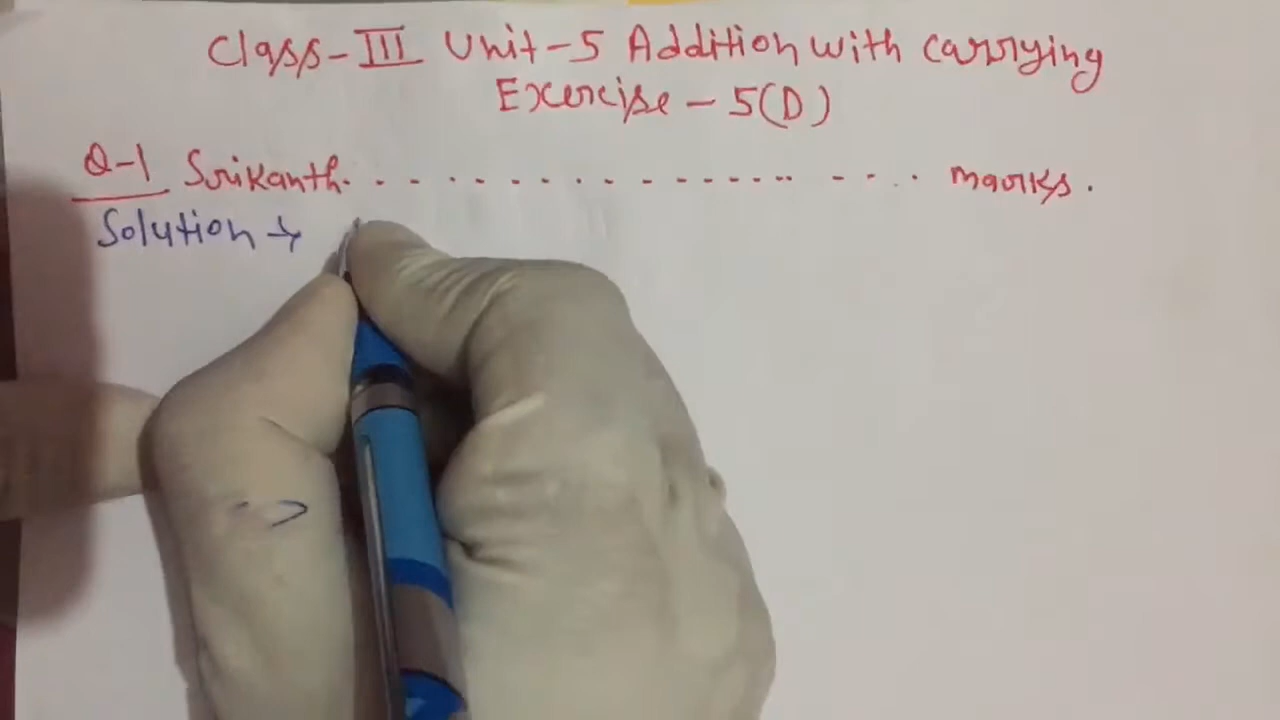 Class-III Unit-5 Addition with carrying
Exercise - 5(D)
Q-1 Srikanth. . . . . . . . . . . . . . . . . . . . marks.
Solution →